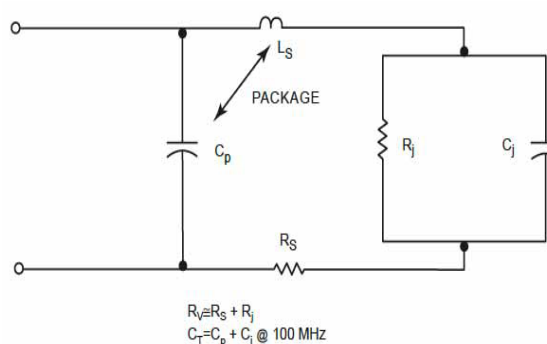 L_S
PACKAGE
C_p
R_j
C_j
R_S
R_V≅R_S + R_j
C_T=C_p + C_j @ 100 MHz